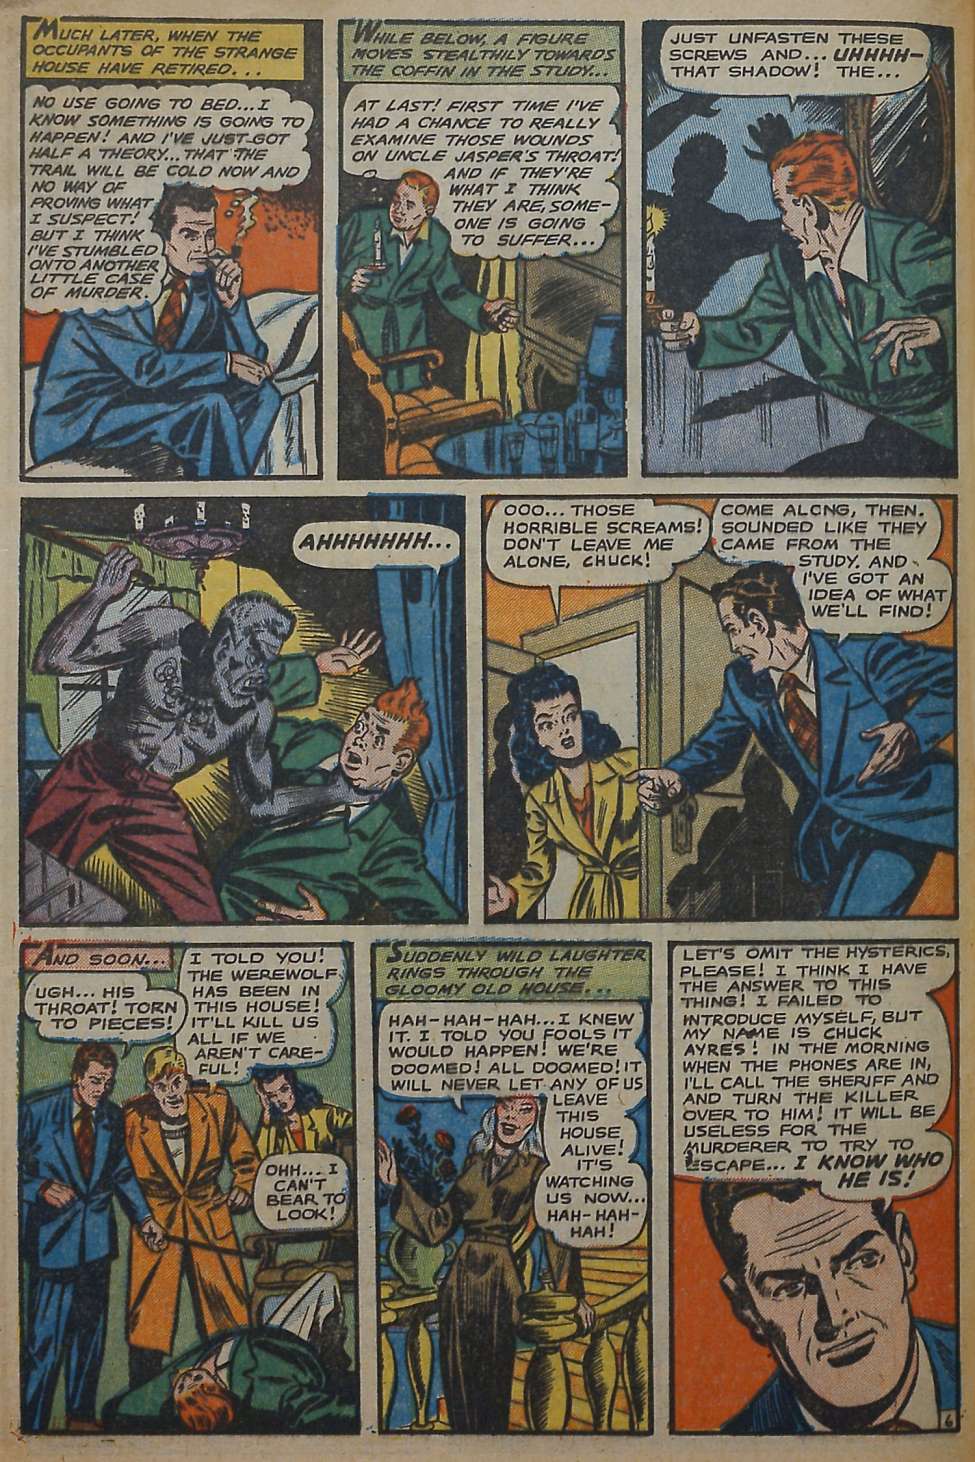 MUCH LATER, WHEN THE
OCCUPANTS OF THE STRANGE
HOUSE HAVE RETIRED...
NO USE GOING TO BED...I
KNOW SOMETHING IS GOING TO
HAPPEN! AND I'VE JUST GOT
HALF A THEORY...THAT THE
TRAIL WILL BE COLD NOW AND
NO WAY OF
PROVING WHAT
I SUSPECT!
BUT I THINK
I'VE STUMBLED
ONTO ANOTHER
LITTLE CASE
OF MURDER.
WHILE BELOW, A FIGURE
MOVES STEALTHILY TOWARDS
THE COFFIN IN THE STUDY...
AT LAST! FIRST TIME I'VE
HAD A CHANCE TO REALLY
EXAMINE THOSE WOUNDS
ON UNCLE JASPER'S THROAT!
AND IF THEY'RE
WHAT I THINK
THEY ARE, SOME-
ONE IS GOING
TO SUFFER...
JUST UNFASTEN THESE
SCREWS AND...UHHHH-
THAT SHADOW! THE...
AHHHHHHH...
OOO... THOSE
HORRIBLE SCREAMS!
DON'T LEAVE ME
ALONE, CHUCK!
COME ALONG, THEN.
SOUNDED LIKE THEY
CAME FROM THE
STUDY. AND
I'VE GOT AN
IDEA OF WHAT
WE'LL FIND!
AND SOON...
UGH... HIS
THROAT! TORN
TO PIECES!
I TOLD YOU!
THE WEREWOLF
HAS BEEN IN
THIS HOUSE!
IT'LL KILL US
ALL IF WE
AREN'T CARE-
FUL!
OHH... I
CAN'T
BEAR TO
LOOK!
SUDDENLY WILD LAUGHTER
RINGS THROUGH THE
GLOOMY OLD HOUSE...
HAH-HAH-HAH...I KNEW
IT. I TOLD YOU FOOLS IT
WOULD HAPPEN! WE'RE
DOOMED! ALL DOOMED! IT
WILL NEVER LET ANY OF US
LEAVE
THIS
HOUSE
ALIVE!
IT'S
WATCHING
US NOW...
HAH-HAH-
HAH!
LET'S OMIT THE HYSTERICS,
PLEASE! I THINK I HAVE
THE ANSWER TO THIS
THING! I FAILED TO
INTRODUCE MYSELF, BUT
MY NAME IS CHUCK
AYRES! IN THE MORNING
WHEN THE PHONES ARE IN,
I'LL CALL THE SHERIFF AND
AND TURN THE KILLER
OVER TO HIM! IT WILL BE
USELESS FOR THE
MURDERER TO TRY TO
ESCAPE... I KNOW WHO
HE IS!
6